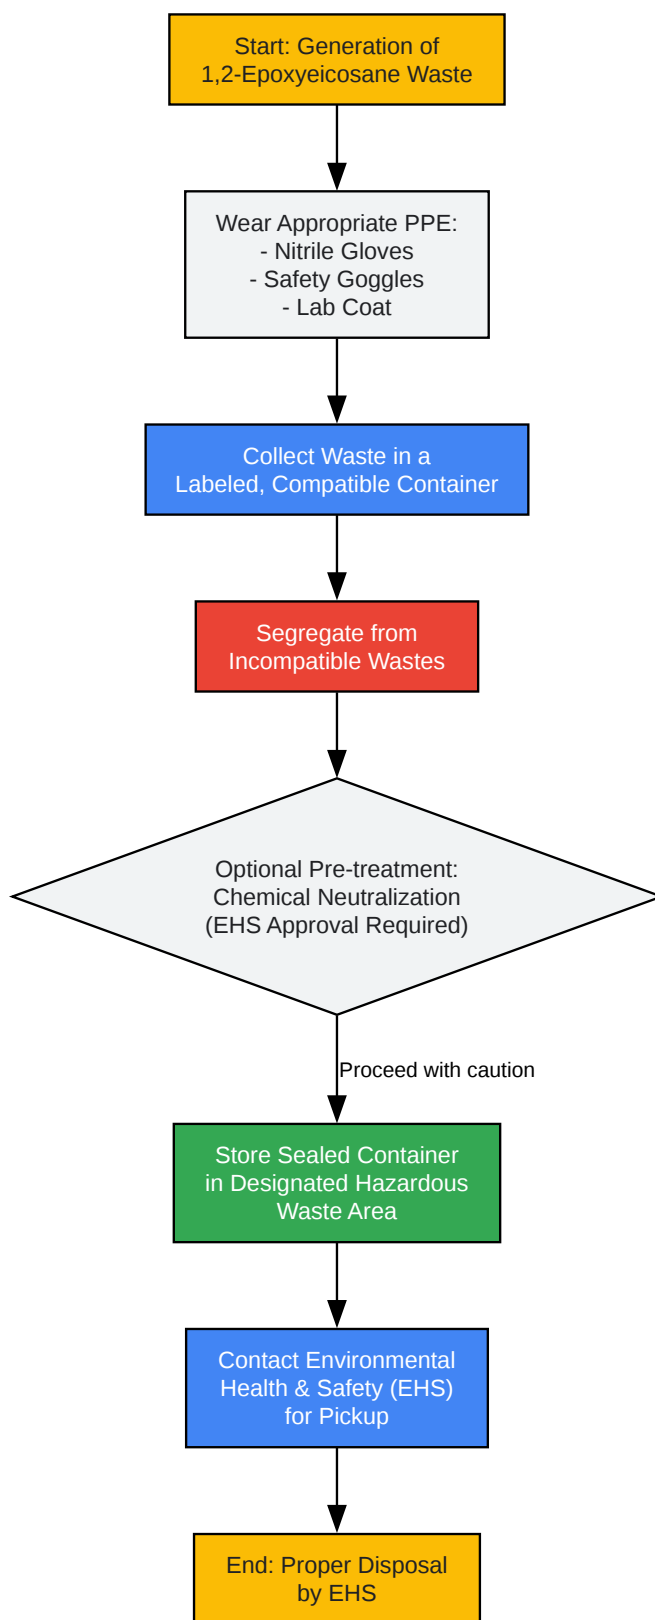 Start: Generation of
1,2-Epoxyeicosane Waste
Wear Appropriate PPE:
- Nitrile Gloves
- Safety Goggles
- Lab Coat
Collect Waste in a
Labeled, Compatible Container
Segregate from
Incompatible Wastes
Optional Pre-treatment:
Chemical Neutralization
(EHS Approval Required)
Proceed with caution
Store Sealed Container
in Designated Hazardous
Waste Area
Contact Environmental
Health & Safety (EHS)
for Pickup
End: Proper Disposal
by EHS